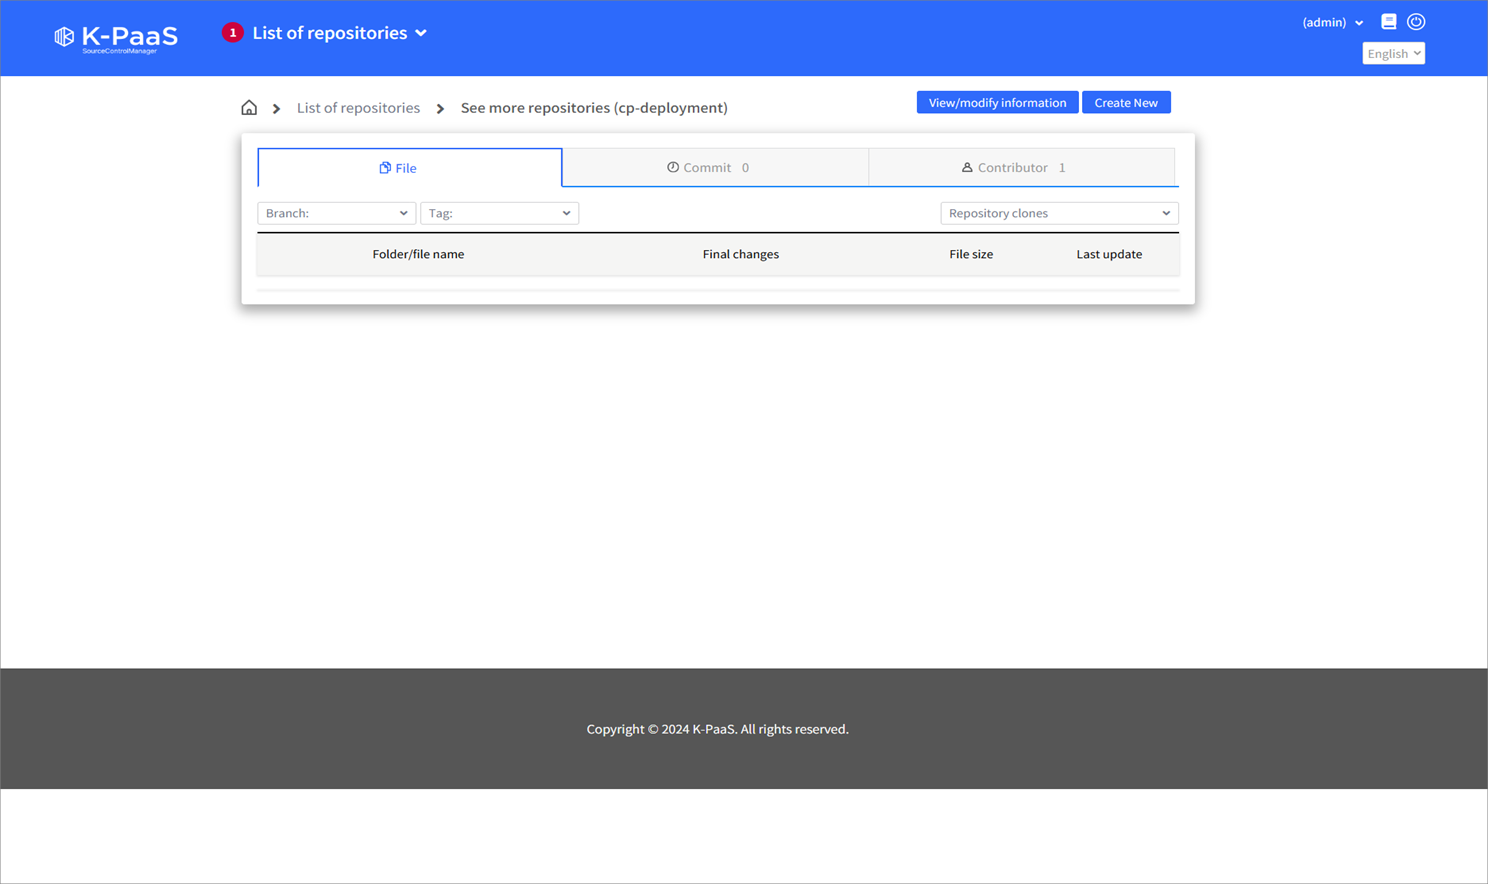 K-PaaS
SourceControlManager
1 List of repositories
(admin)
English
List of repositories
See more repositories (cp-deployment)
View/modify information
Create New
File
Commit 0
Contributor 1
Branch:
Tag:
Repository clones
Folder/file name
Final changes
File size
Last update
Copyright © 2024 K-PaaS. All rights reserved.